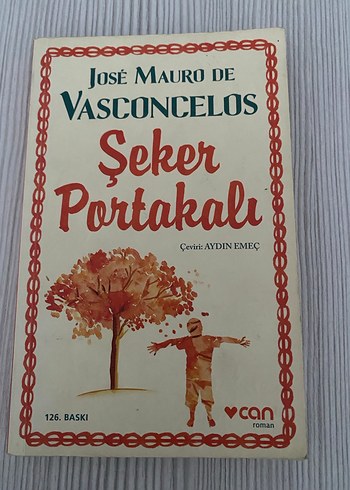 JOSÉ MAURO DE
VASCONCELOS
Şeker
Portakalı
Çeviri: AYDIN EMEÇ
126. BASKI
can
roman